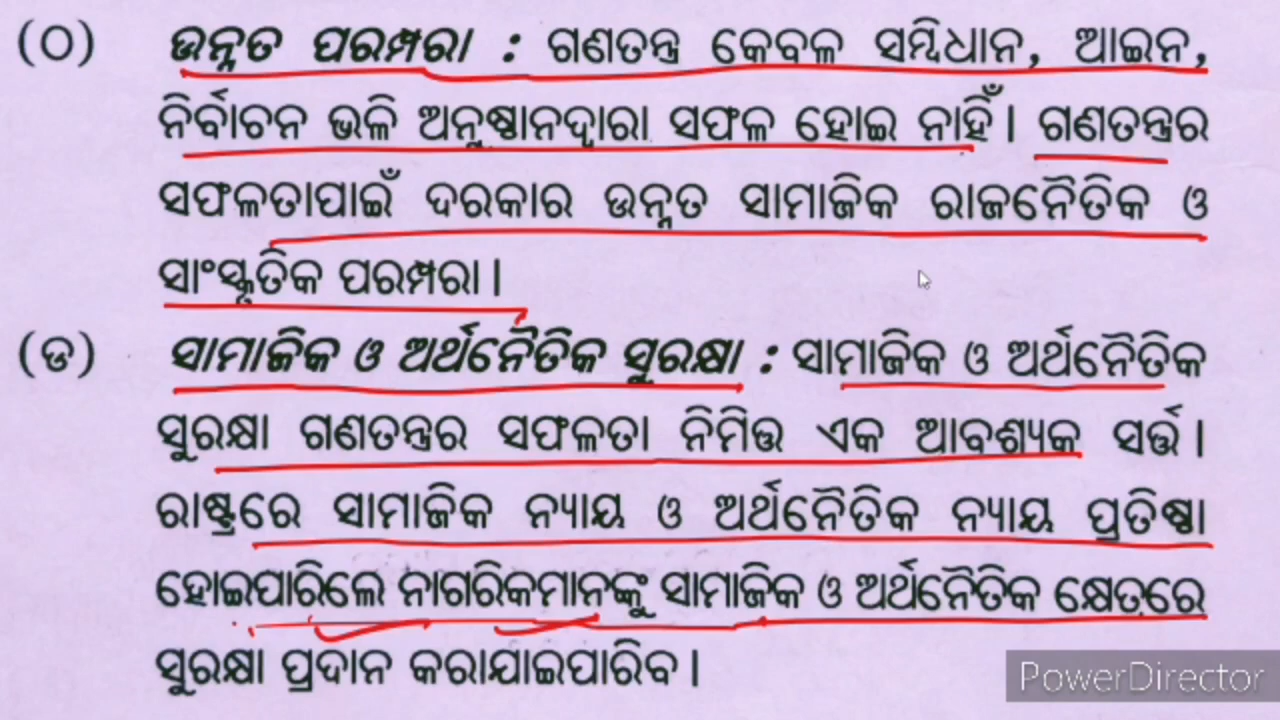 (୦) ଉନ୍ନତ ପରମ୍ପରା : ଗଣତନ୍ତ୍ର କେବଳ ସମ୍ବିଧାନ, ଆଇନ,
ନିର୍ବାଚନ ଭଳି ଅନୁଷ୍ଠାନଦ୍ୱାରା ସଫଳ ହୋଇ ନାହିଁ। ଗଣତନ୍ତ୍ରର
ସଫଳତାପାଇଁ ଦରକାର ଉନ୍ନତ ସାମାଜିକ ରାଜନୈତିକ ଓ
ସାଂସ୍କୃତିକ ପରମ୍ପରା।
(ଡ) ସାମାଜିକ ଓ ଅର୍ଥନୈତିକ ସୁରକ୍ଷା : ସାମାଜିକ ଓ ଅର୍ଥନୈତିକ
ସୁରକ୍ଷା ଗଣତନ୍ତ୍ରର ସଫଳତା ନିମିତ୍ତ ଏକ ଆବଶ୍ୟକ ସର୍ତ୍ତ।
ରାଷ୍ଟ୍ରରେ ସାମାଜିକ ନ୍ୟାୟ ଓ ଅର୍ଥନୈତିକ ନ୍ୟାୟ ପ୍ରତିଷ୍ଠା
ହୋଇପାରିଲେ ନାଗରିକମାନଙ୍କୁ ସାମାଜିକ ଓ ଅର୍ଥନୈତିକ କ୍ଷେତ୍ରରେ
ସୁରକ୍ଷା ପ୍ରଦାନ କରାଯାଇପାରିବ।
PowerDirector